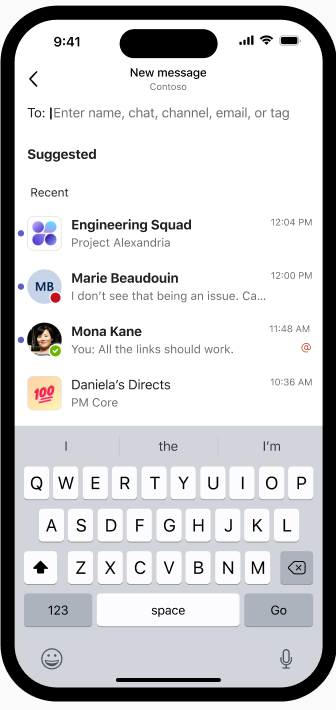 9:41
New message
Contoso
To: Enter name, chat, channel, email, or tag
Suggested
Recent
Engineering Squad 12:04 PM
Project Alexandria
MB
Marie Beaudouin 12:00 PM
I don't see that being an issue. Ca...
Mona Kane 11:48 AM
You: All the links should work. @
100
Daniela's Directs 10:36 AM
PM Core
I the I'm
Q W E R T Y U I O P
A S D F G H J K L
Z X C V B N M
123 space Go